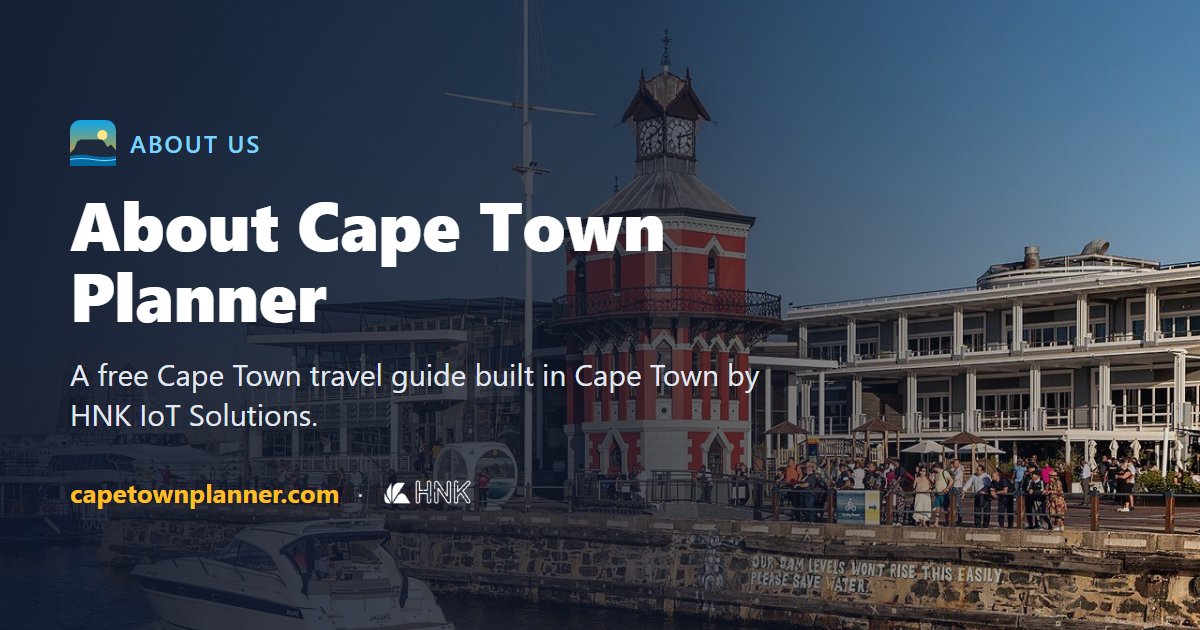 ABOUT US
About Cape Town
Planner
A free Cape Town travel guide built in Cape Town by
HNK IoT Solutions.
capetownplanner.com · HNK
OUR DAM LEVELS WON'T RISE THIS EASILY.
PLEASE SAVE WATER.